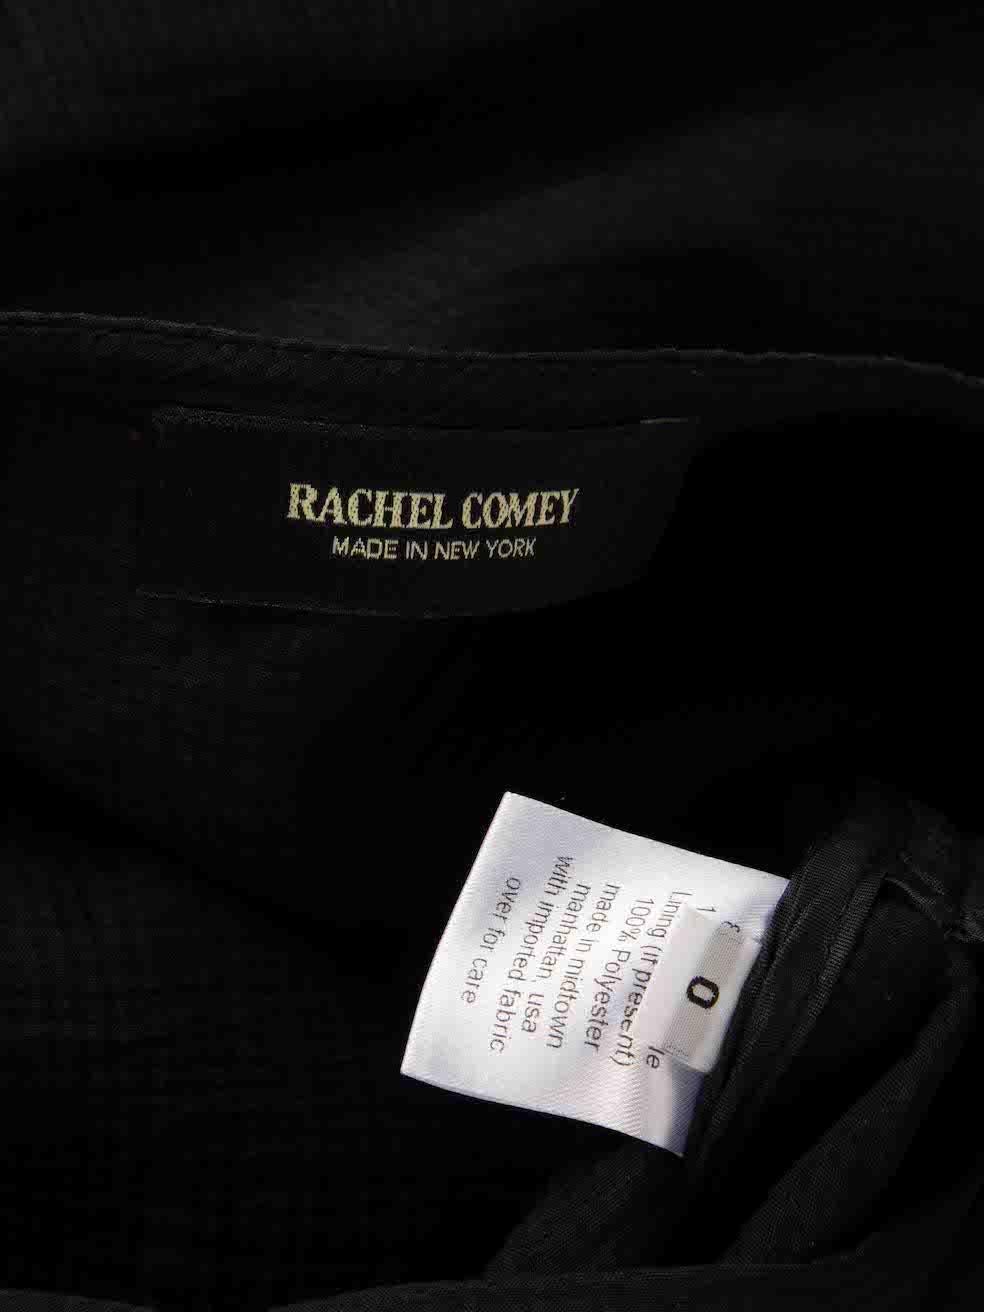 RACHEL COMEY
MADE IN NEW YORK
0
Lining (if present)
100% Polyester
made in midtown
manhattan, usa
with imported fabric
over for care